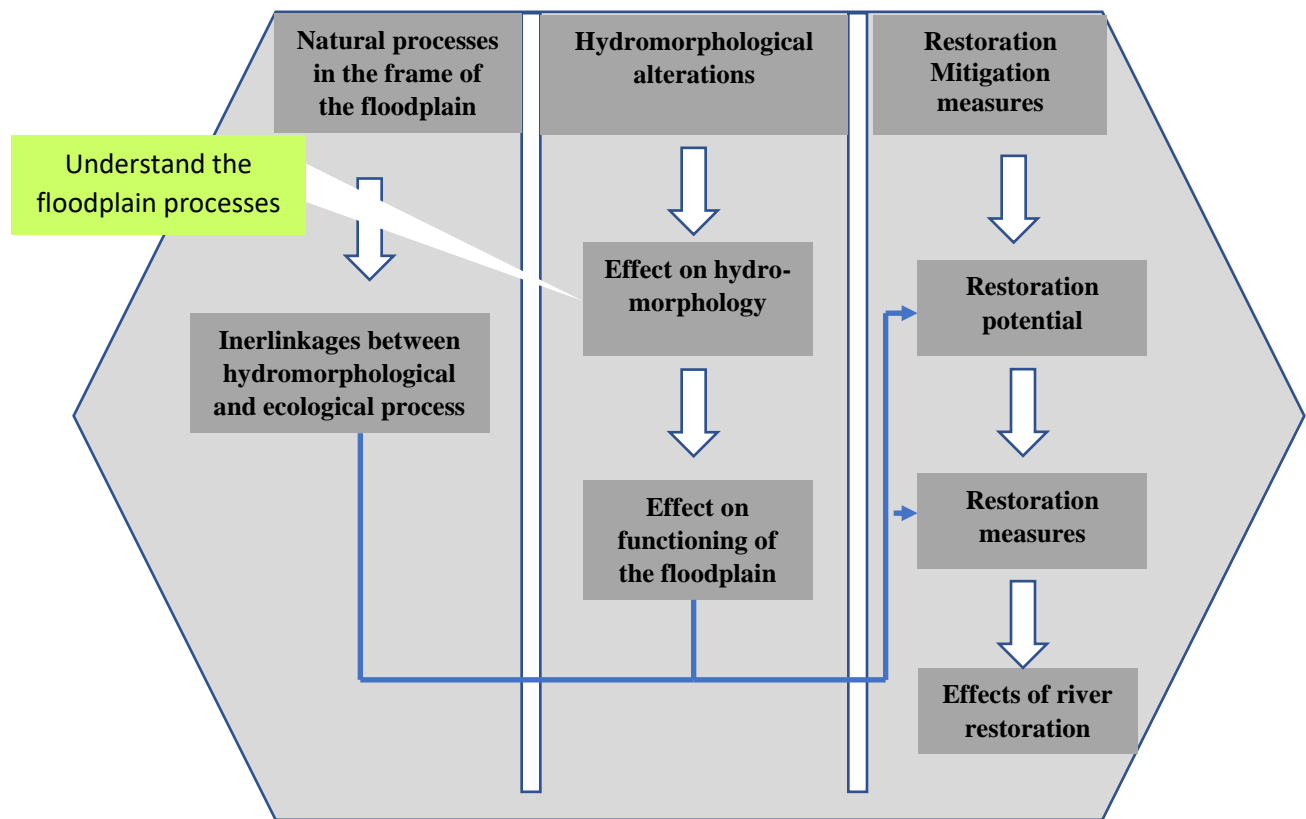 Natural processes
in the frame of
the floodplain
Hydromorphological
alterations
Restoration
Mitigation
measures
Understand the
floodplain processes
Inerlinkages between
hydromorphological
and ecological process
Effect on hydro-
morphology
Effect on
functioning of
the floodplain
Restoration
potential
Restoration
measures
Effects of river
restoration